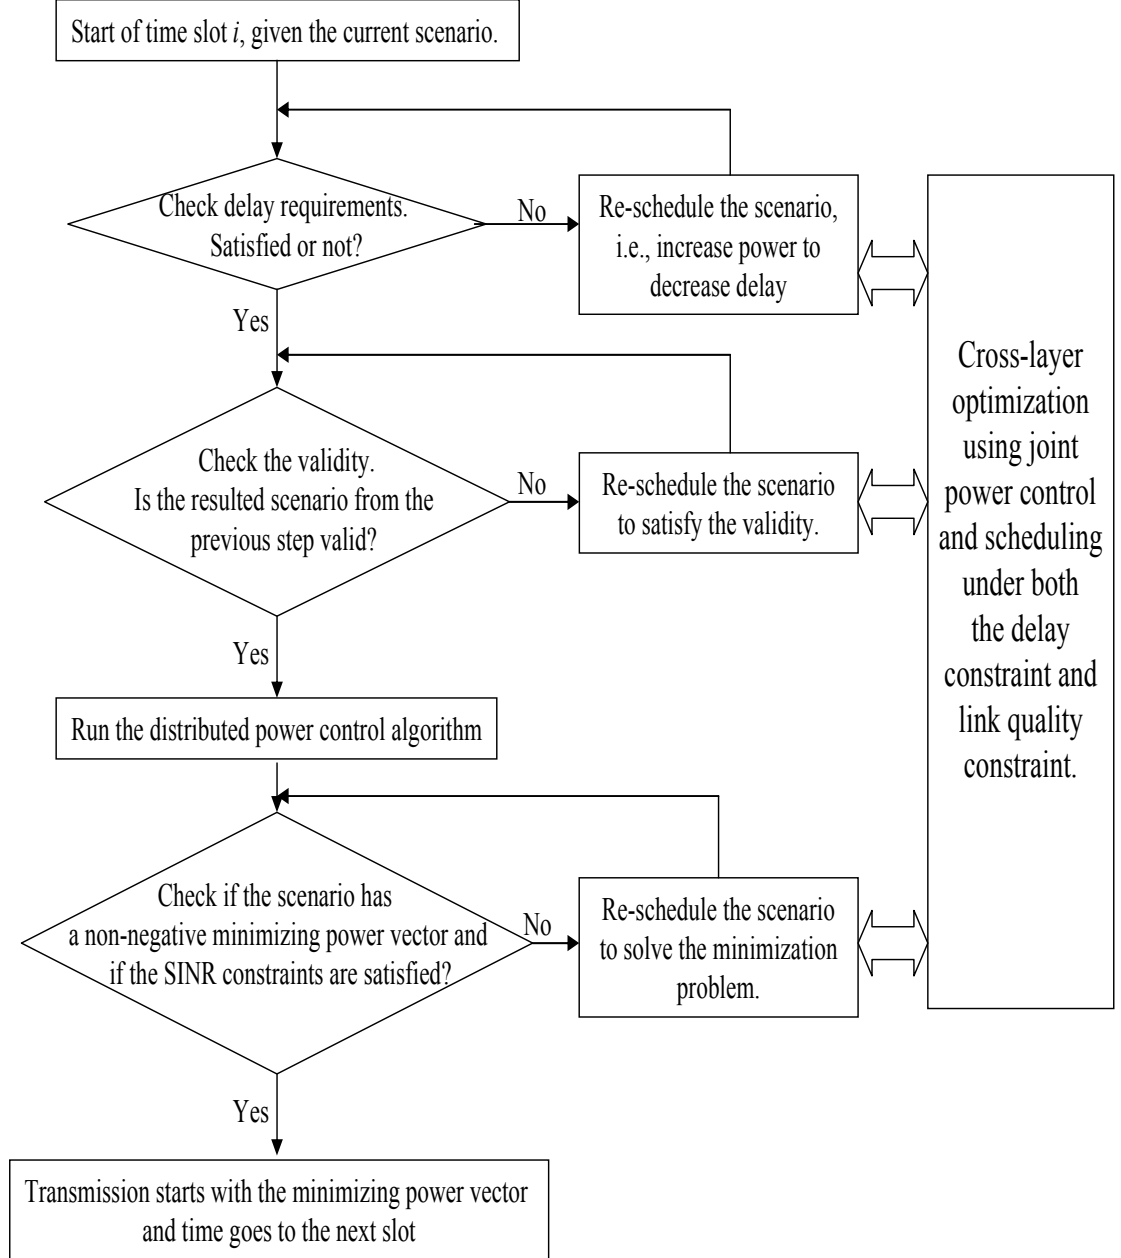 Start of time slot i, given the current scenario.
Check delay requirements.
Satisfied or not?
No
Re-schedule the scenario,
i.e., increase power to
decrease delay
Yes
Check the validity.
Is the resulted scenario from the
previous step valid?
No
Re-schedule the scenario
to satisfy the validity.
Yes
Run the distributed power control algorithm
Check if the scenario has
a non-negative minimizing power vector and
if the SINR constraints are satisfied?
No
Re-schedule the scenario
to solve the minimization
problem.
Yes
Transmission starts with the minimizing power vector
and time goes to the next slot
Cross-layer
optimization
using joint
power control
and scheduling
under both
the delay
constraint and
link quality
constraint.